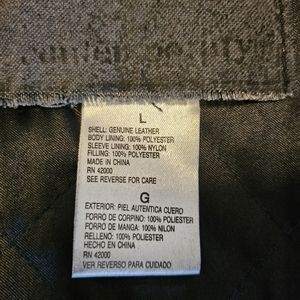 L
SHELL: GENUINE LEATHER
BODY LINING: 100% POLYESTER
SLEEVE LINING: 100% NYLON
FILLING: 100% POLYESTER
MADE IN CHINA
RN 42000
SEE REVERSE FOR CARE
G
EXTERIOR: PIEL AUTENTICA CUERO
FORRO DE CORPINO: 100% POLIESTER
FORRO DE MANGA: 100% NILON
RELLENO: 100% POLIESTER
HECHO EN CHINA
RN 42000
VER REVERSO PARA CUIDADO